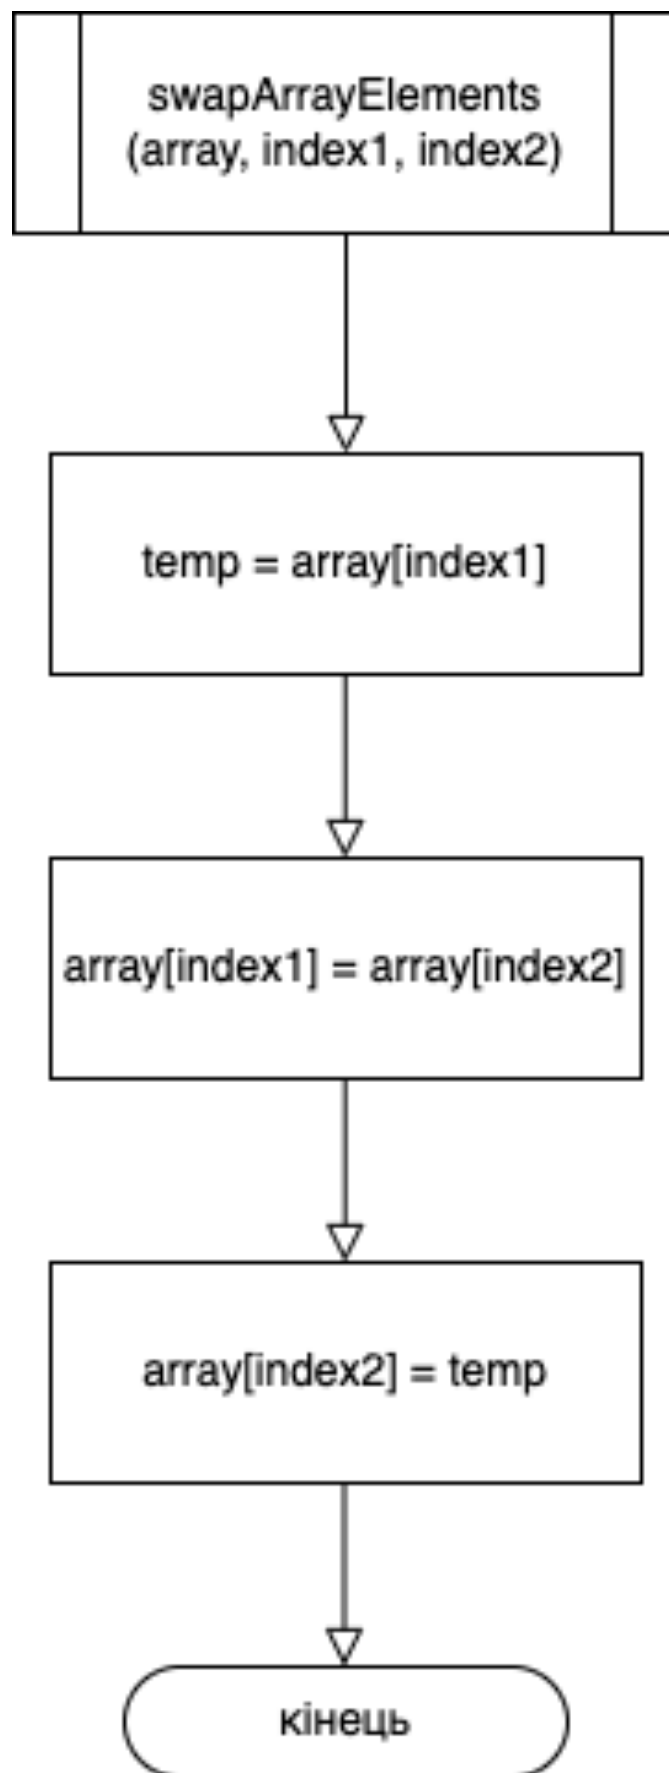 swapArrayElements
(array, index1, index2)
temp = array[index1]
array[index1] = array[index2]
array[index2] = temp
кінець